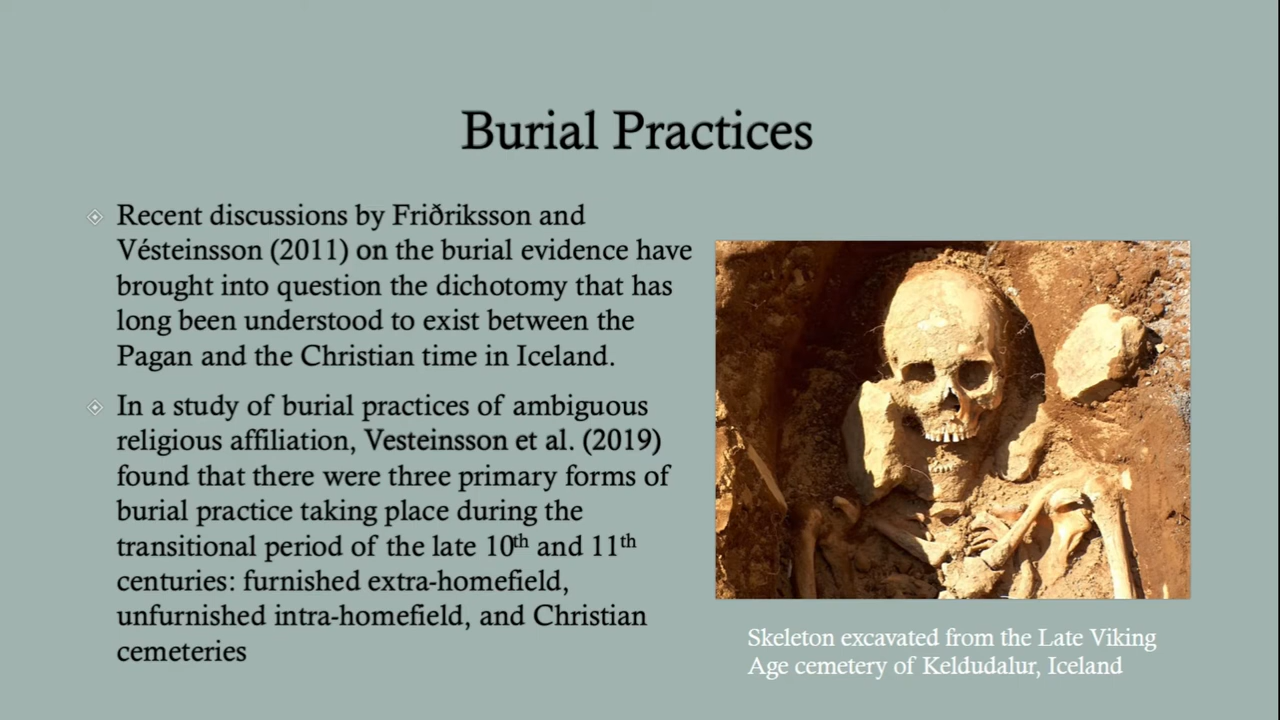 Burial Practices
Recent discussions by Friðriksson and
Vésteinsson (2011) on the burial evidence have
brought into question the dichotomy that has
long been understood to exist between the
Pagan and the Christian time in Iceland.
In a study of burial practices of ambiguous
religious affiliation, Vesteinsson et al. (2019)
found that there were three primary forms of
burial practice taking place during the
transitional period of the late 10th and 11th
centuries: furnished extra-homefield,
unfurnished intra-homefield, and Christian
cemeteries
Skeleton excavated from the Late Viking
Age cemetery of Keldudalur, Iceland